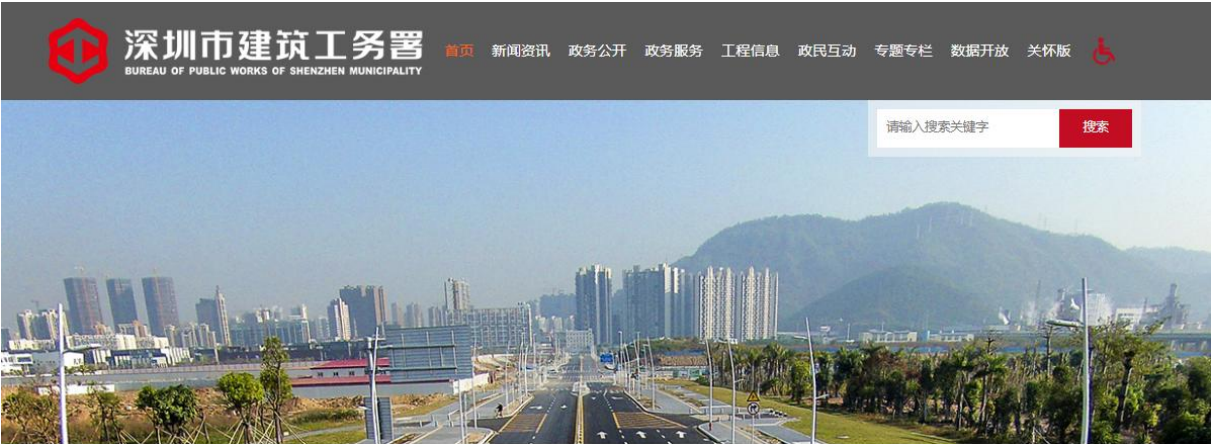 深圳市建筑工务署
BUREAU OF PUBLIC WORKS OF SHENZHEN MUNICIPALITY
首页 新闻资讯 政务公开 政务服务 工程信息 政民互动 专题专栏 数据开放 关怀版
请输入搜索关键字 搜索